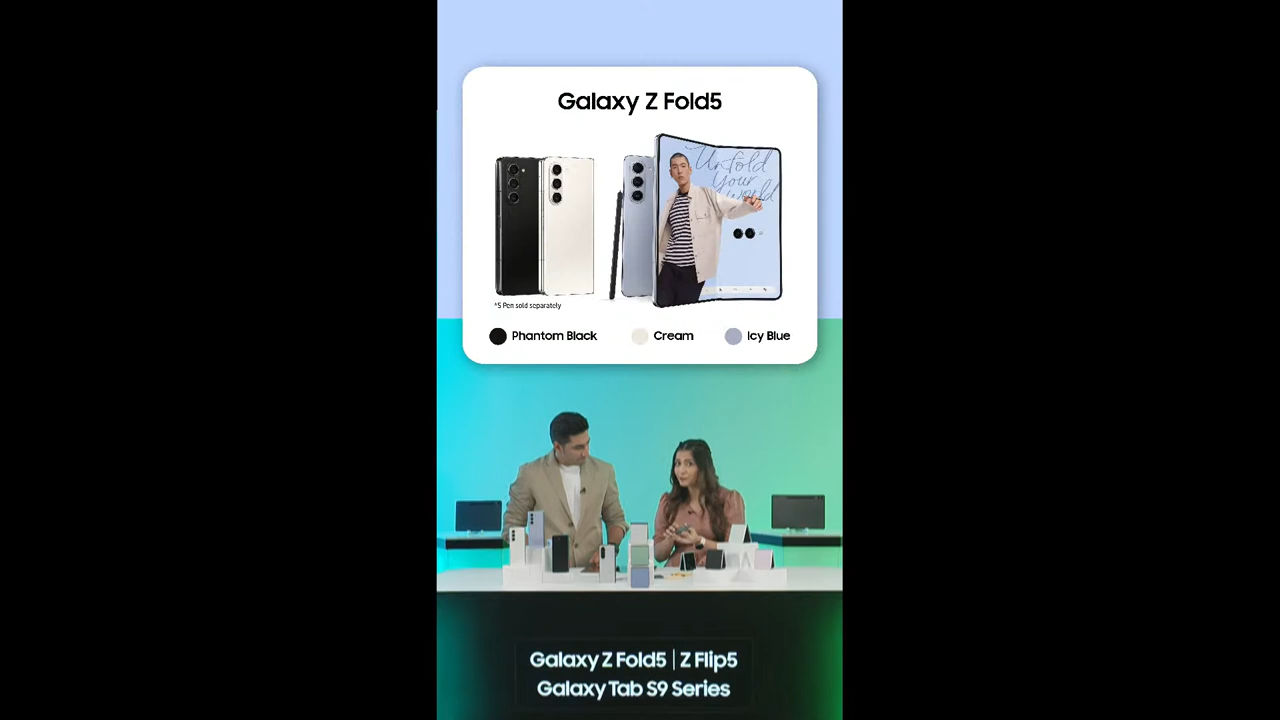 Galaxy Z Fold5
Unfold
Your
world
*S Pen sold separately
Phantom Black
Cream
Icy Blue
Galaxy Z Fold5 | Z Flip5
Galaxy Tab S9 Series